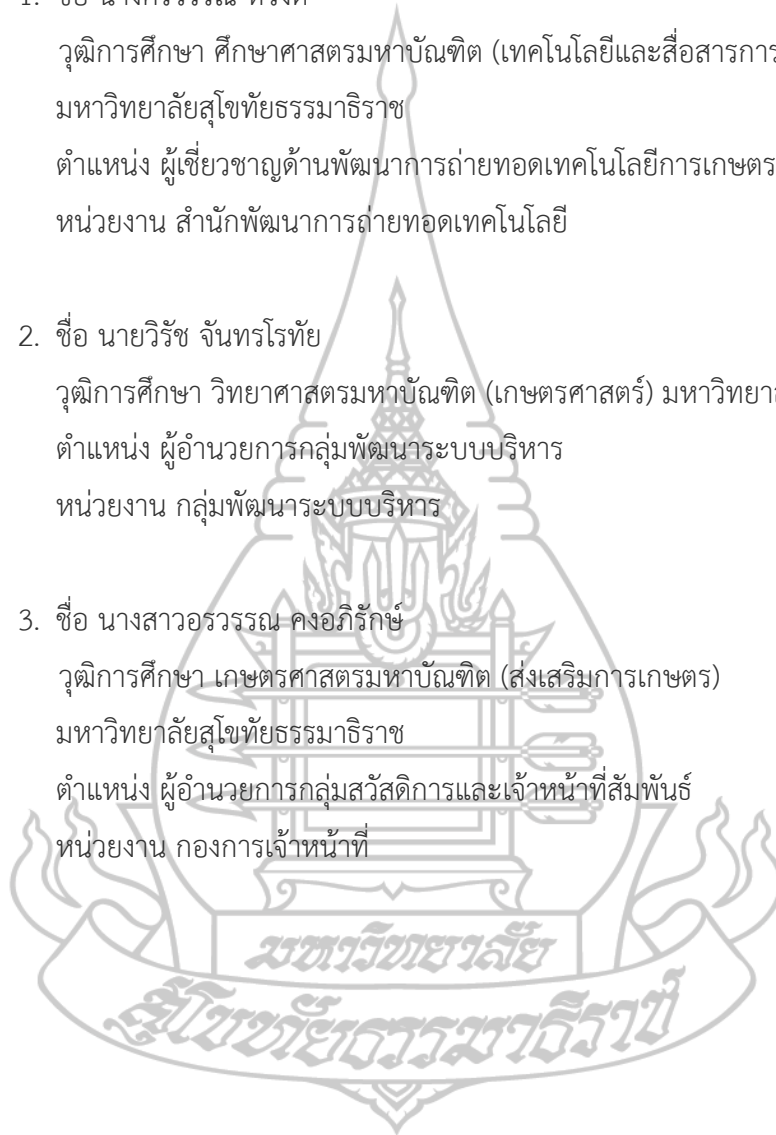 1. ชื่อ
วุฒิการศึกษา ศึกษาศาสตรมหาบัณฑิต (เทคโนโลยีและสื่อสารการ
มหาวิทยาลัยสุโขทัยธรรมาธิราช
ตำแหน่ง ผู้เชี่ยวชาญด้านพัฒนาการถ่ายทอดเทคโนโลยีการเกษตร
หน่วยงาน สำนักพัฒนาการถ่ายทอดเทคโนโลยี
2. ชื่อ นายวิรัช จันทรโรทัย
วุฒิการศึกษา วิทยาศาสตรมหาบัณฑิต (เกษตรศาสตร์)
ตำแหน่ง ผู้อำนวยการกลุ่มพัฒนาระบบบริหาร
หน่วยงาน กลุ่มพัฒนาระบบบริหาร
3. ชื่อ นางสาวอรวรรณ คงอภิรักษ์
วุฒิการศึกษา เกษตรศาสตรมหาบัณฑิต (ส่งเสริมการเกษตร)
มหาวิทยาลัยสุโขทัยธรรมาธิราช
ตำแหน่ง ผู้อำนวยการกลุ่มสวัสดิการและเจ้าหน้าที่สัมพันธ์
หน่วยงาน กองการเจ้าหน้าที่
มหาวิทยาลัย
สุโขทัยธรรมาธิราช